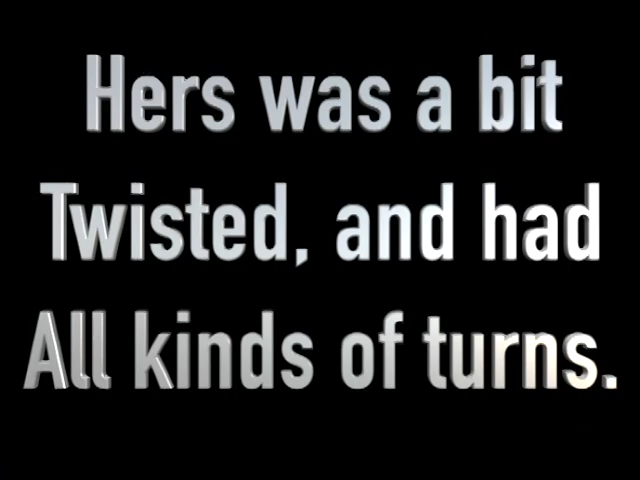 Hers was a bit
Twisted, and had
All kinds of turns.